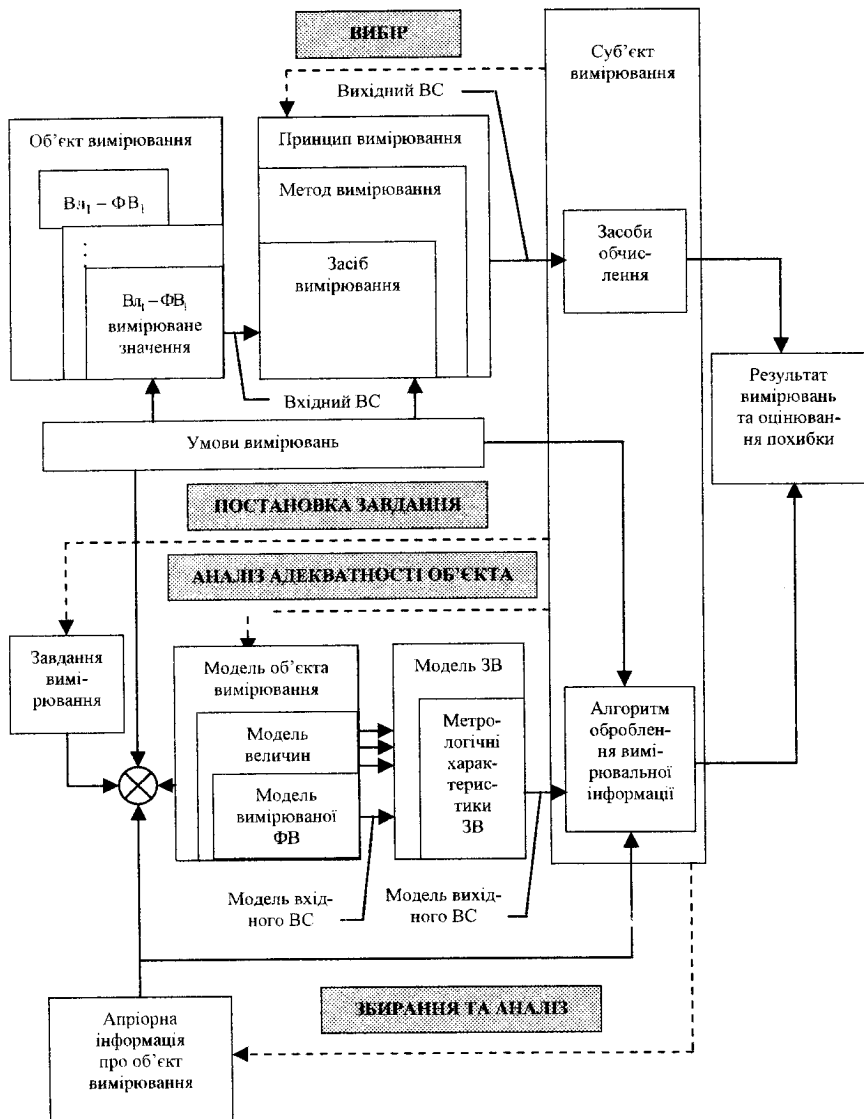 ВИБІР
Суб’єкт
вимірювання
Вихідний ВС
Об’єкт вимірювання
Вл₁ – ФВ₁
⋮
Вл₁ – ФВ₁
вимірюване
значення
Принцип вимірювання
Метод вимірювання
Засіб
вимірювання
Засоби
обчис-
лення
Вхідний ВС
Результат
вимірювань
та оцінюван-
ня похибки
Умови вимірювань
ПОСТАНОВКА ЗАВДАННЯ
АНАЛІЗ АДЕКВАТНОСТІ ОБ’ЄКТА
Завдання
вимі-
рювання
Модель об’єкта
вимірювання
Модель
величин
Модель
вимірюваної
ФВ
Модель ЗВ
Метро-
логічні
харак-
терис-
тики
ЗВ
Алгоритм
оброблен-
ня вимі-
рювальної
інформації
Модель вхід-
ного ВС
Модель вихід-
ного ВС
ЗБИРАННЯ ТА АНАЛІЗ
Апріорна
інформація
про об’єкт
вимірювання